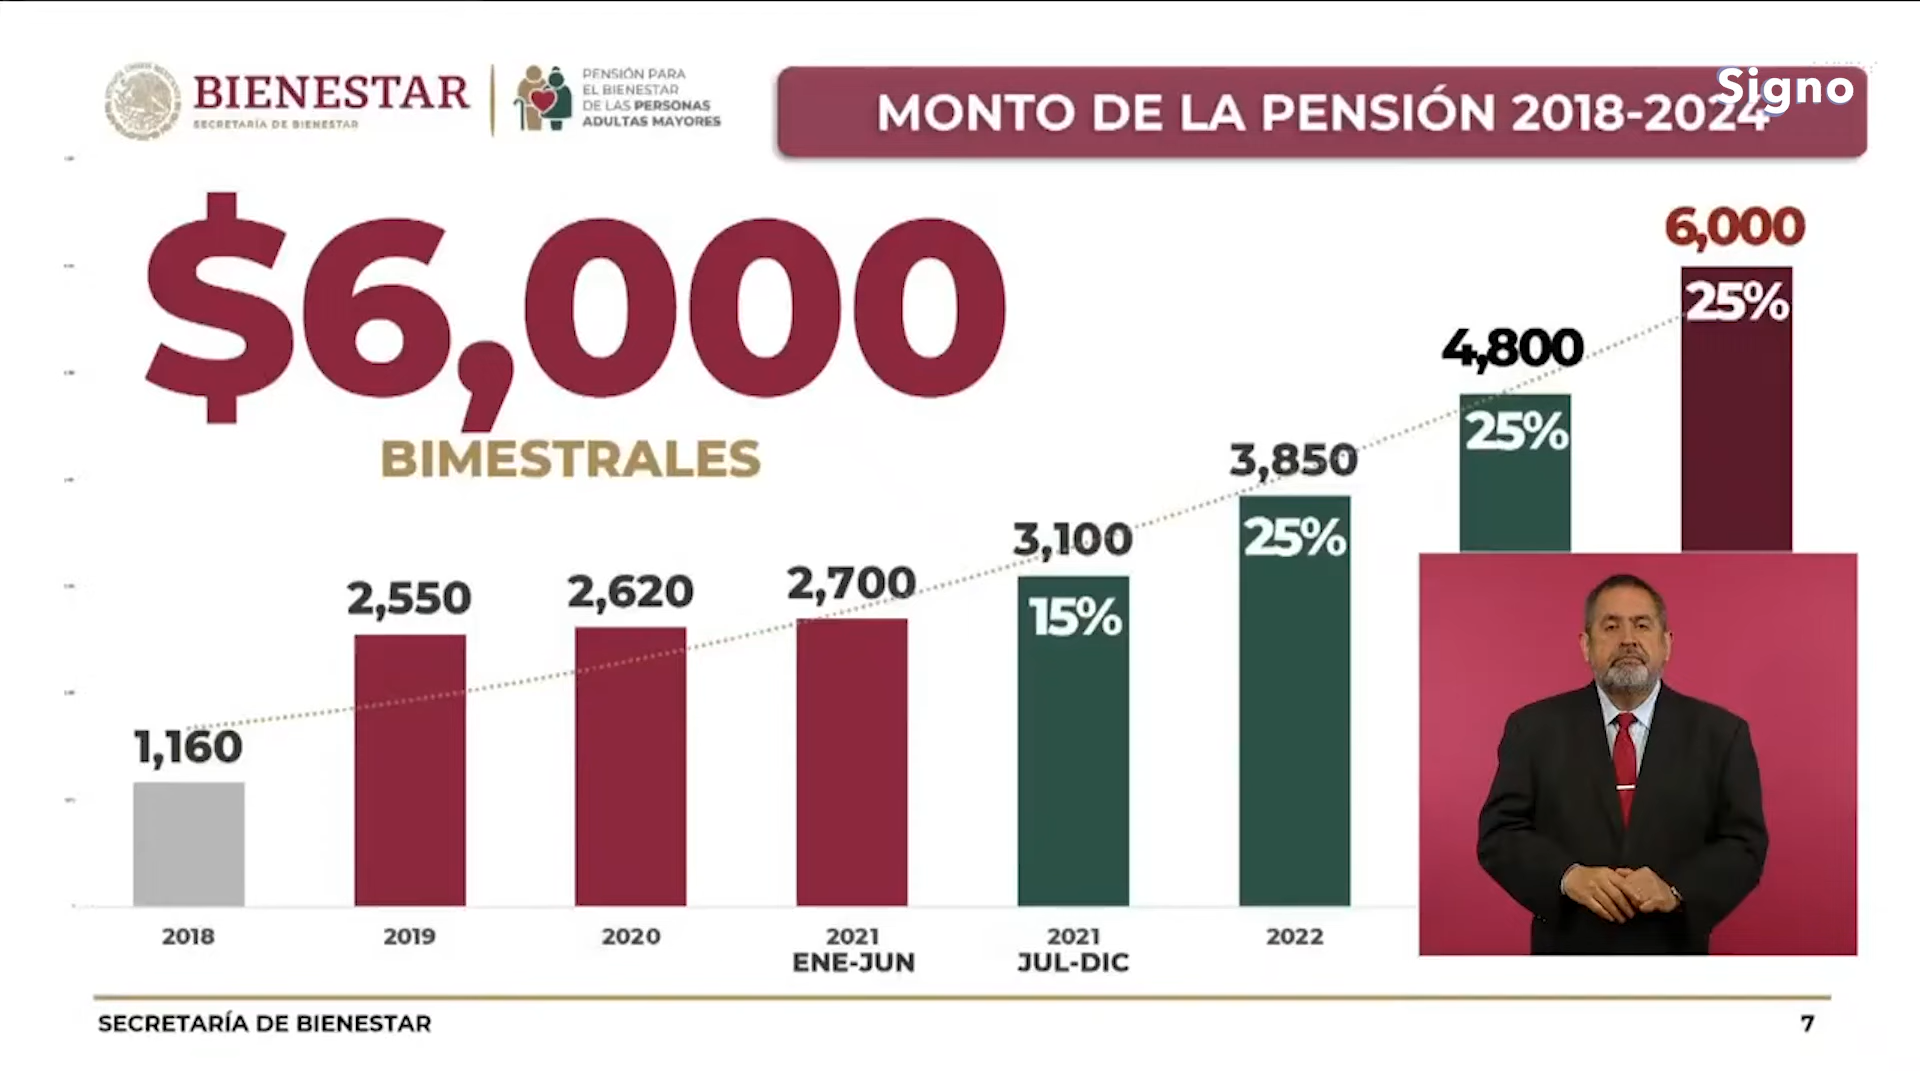 BIENESTAR
SECRETARÍA DE BIENESTAR
PENSIÓN PARA
EL BIENESTAR
DE LAS PERSONAS
ADULTAS MAYORES
MONTO DE LA PENSIÓN 2018-2024
Signo
$6,000
BIMESTRALES
1,160
2,550
2,620
2,700
3,100
15%
3,850
25%
4,800
25%
6,000
25%
2018
2019
2020
2021
ENE-JUN
2021
JUL-DIC
2022
SECRETARÍA DE BIENESTAR
7